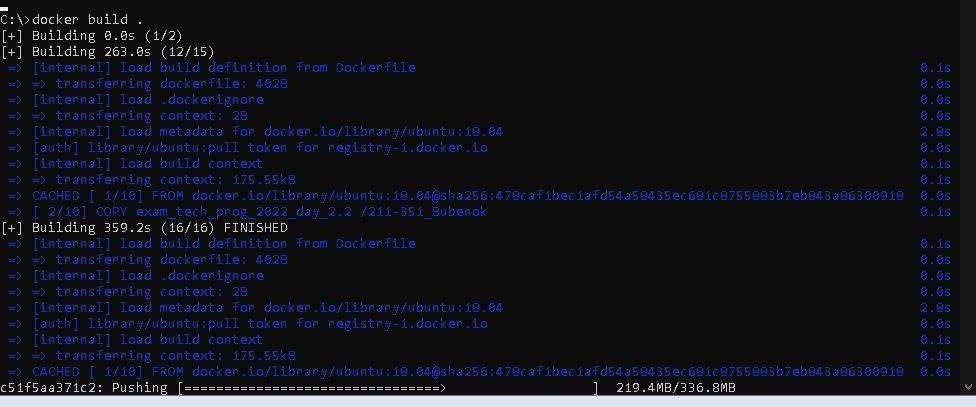 C:\>docker build .
[+] Building 0.0s (1/2)
[+] Building 263.0s (12/15)
=> [internal] load build definition from Dockerfile 0.1s
=> => transferring dockerfile: 402B 0.0s
=> [internal] load .dockerignore 0.0s
=> => transferring context: 2B 0.0s
=> [internal] load metadata for docker.io/library/ubuntu:18.04 2.8s
=> [auth] library/ubuntu:pull token for registry-1.docker.io 0.0s
=> [internal] load build context 0.1s
=> => transferring context: 175.55kB 0.1s
=> CACHED [ 1/10] FROM docker.io/library/ubuntu:18.04@sha256:478caf1bec1afd54a58435ec681c8755883b7eb843a86300918 0.0s
=> [ 2/10] COPY exam_tech_prog_2022_day_2.2 /211-351_Bubenok 0.1s
[+] Building 359.2s (16/16) FINISHED
=> [internal] load build definition from Dockerfile 0.1s
=> => transferring dockerfile: 402B 0.0s
=> [internal] load .dockerignore 0.0s
=> => transferring context: 2B 0.0s
=> [internal] load metadata for docker.io/library/ubuntu:18.04 2.8s
=> [auth] library/ubuntu:pull token for registry-1.docker.io 0.0s
=> [internal] load build context 0.1s
=> => transferring context: 175.55kB 0.1s
=> CACHED [ 1/10] FROM docker.io/library/ubuntu:18.04@sha256:478caf1bec1afd54a58435ec681c8755883b7eb843a86300918 0.0s
c51f5aa371c2: Pushing [================================> ] 219.4MB/336.8MB